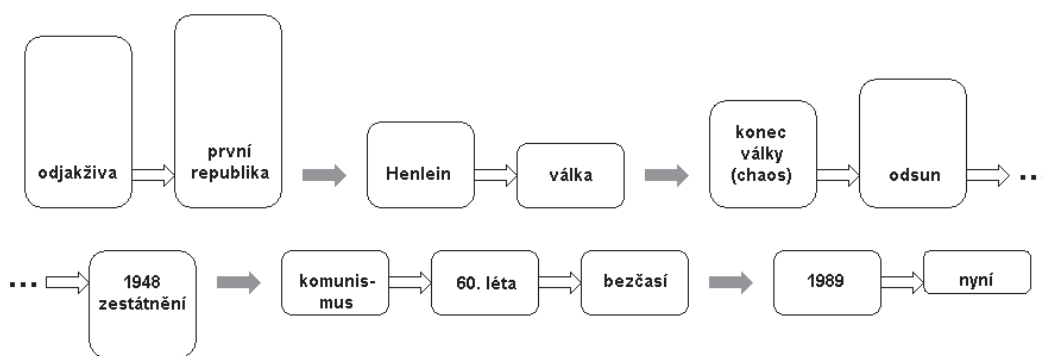 odjakživa
první
republika
Henlein
válka
konec
války
(chaos)
odsun
...
...
1948
zestátnění
komunis-
mus
60. léta
bezčasí
1989
nyní